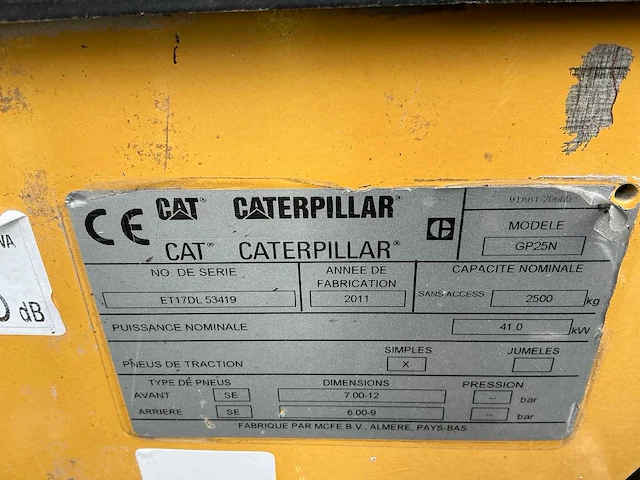 CE CAT® CATERPILLAR
CAT® CATERPILLAR®
MODELE
GP25N
NO. DE SERIE
ET17DL 53419
ANNEE DE
FABRICATION
2011
CAPACITE NOMINALE
SANS ACCESS. 2500 kg
PUISSANCE NOMINALE 41.0 kW
PNEUS DE TRACTION
SIMPLES
X
JUMELES
TYPE DE PNEUS DIMENSIONS PRESSION
AVANT SE 7.00-12 -- bar
ARRIERE SE 6.00-9 -- bar
FABRIQUE PAR MCFE B.V., ALMERE, PAYS-BAS
dB